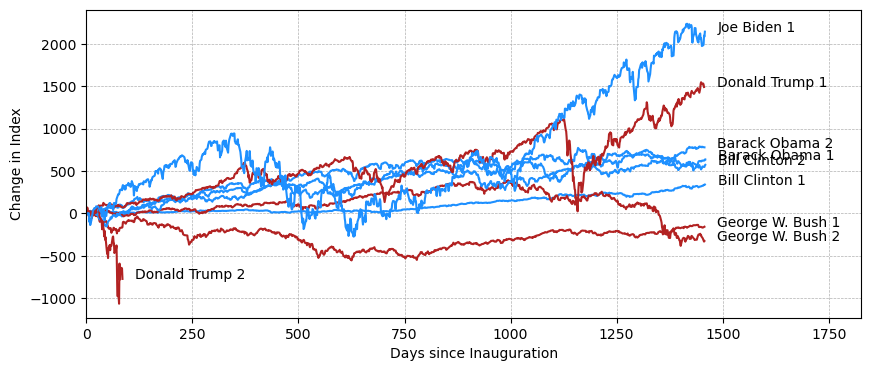 2000
1500
1000
500
0
−500
−1000
Change in Index
Joe Biden 1
Donald Trump 1
Barack Obama 2
Barack Obama 1
Bill Clinton 2
Bill Clinton 1
George W. Bush 1
George W. Bush 2
Donald Trump 2
0 250 500 750 1000 1250 1500 1750
Days since Inauguration